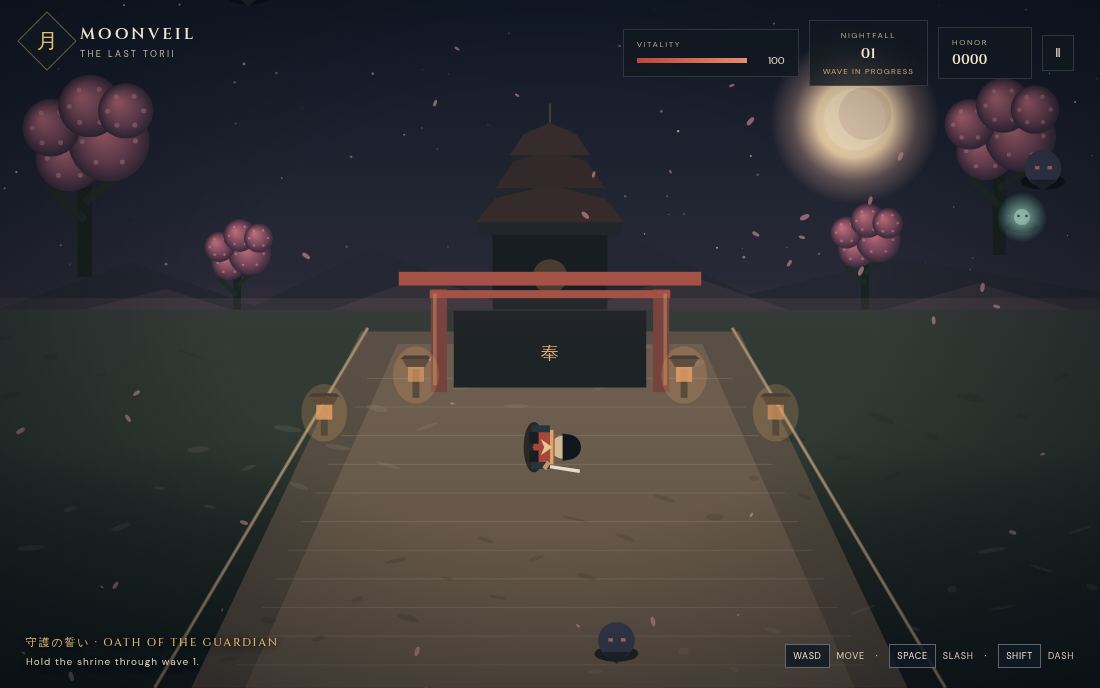 月
MOONVEIL
THE LAST TORII
VITALITY
100
NIGHTFALL
01
WAVE IN PROGRESS
HONOR
0000
II
奉
守護の誓い · OATH OF THE GUARDIAN
Hold the shrine through wave 1.
WASD MOVE · SPACE SLASH · SHIFT DASH